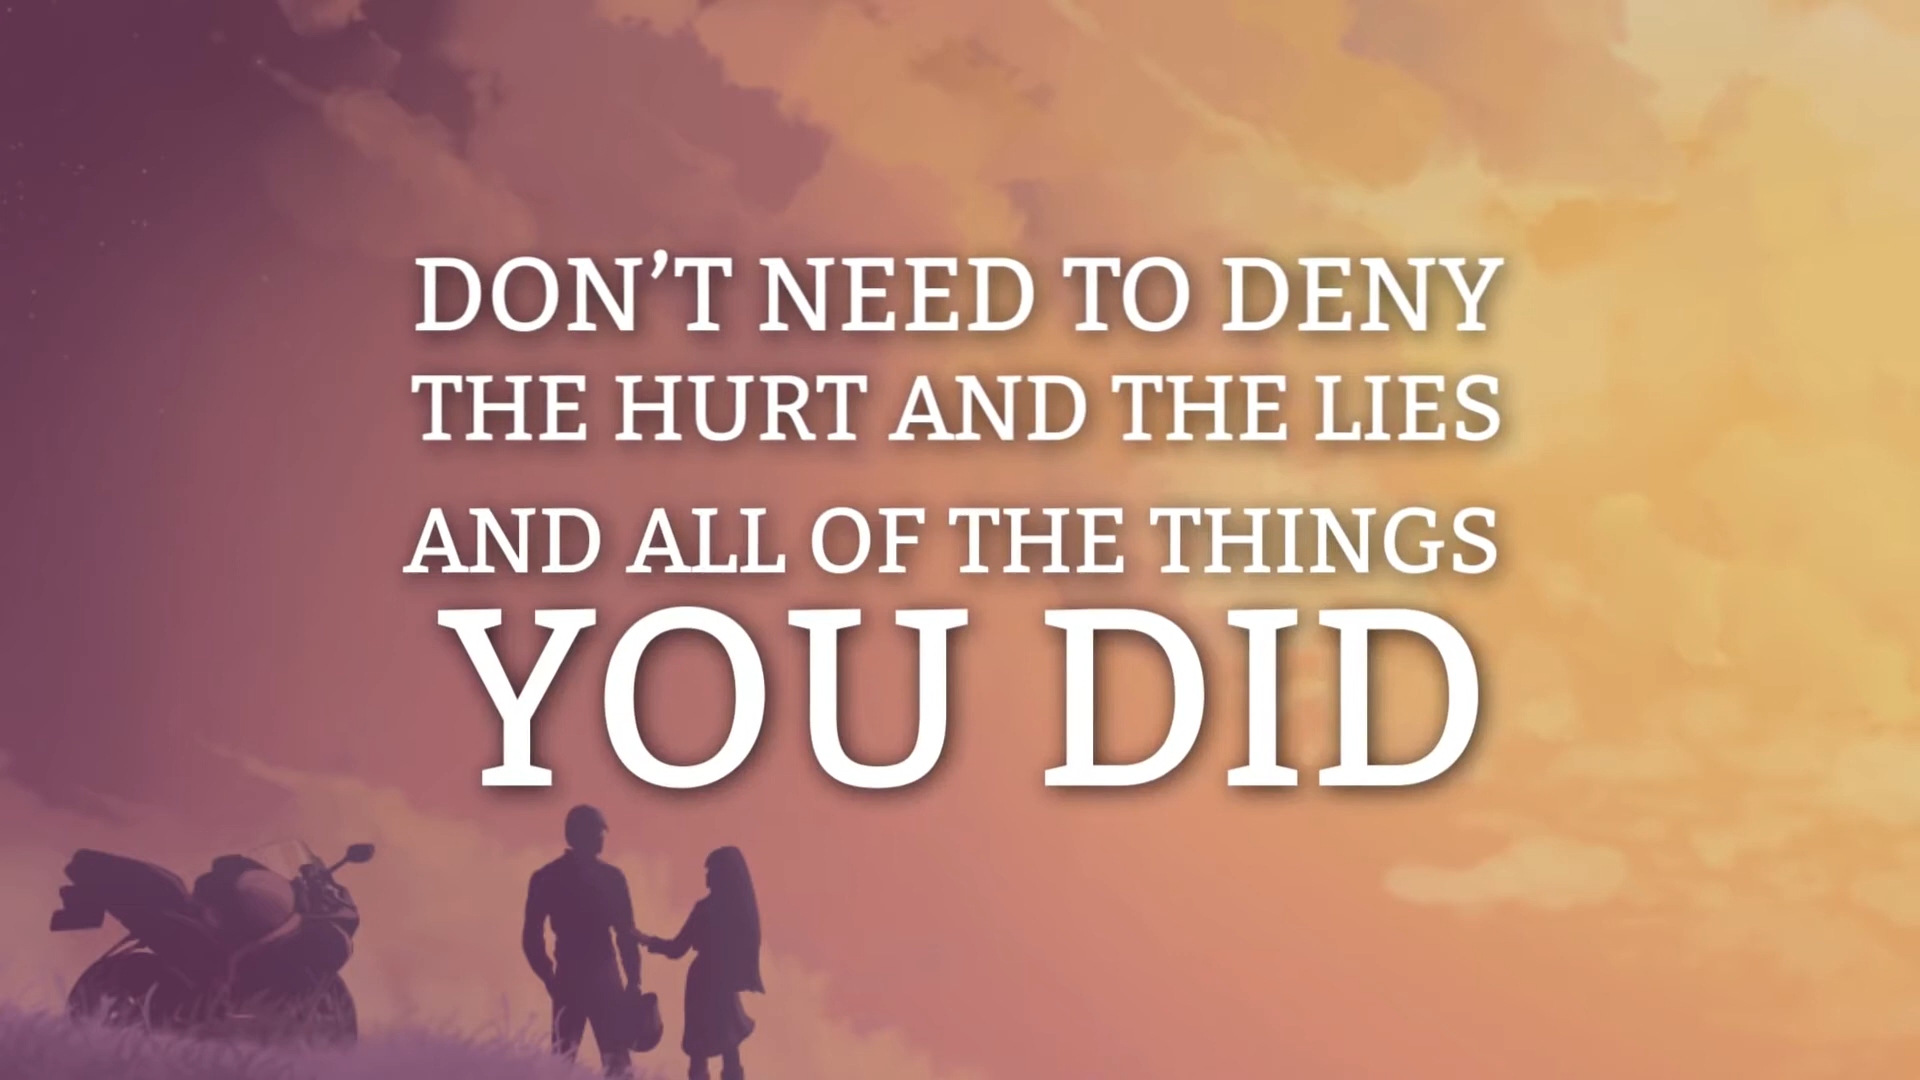 DON’T NEED TO DENY
THE HURT AND THE LIES
AND ALL OF THE THINGS
YOU DID